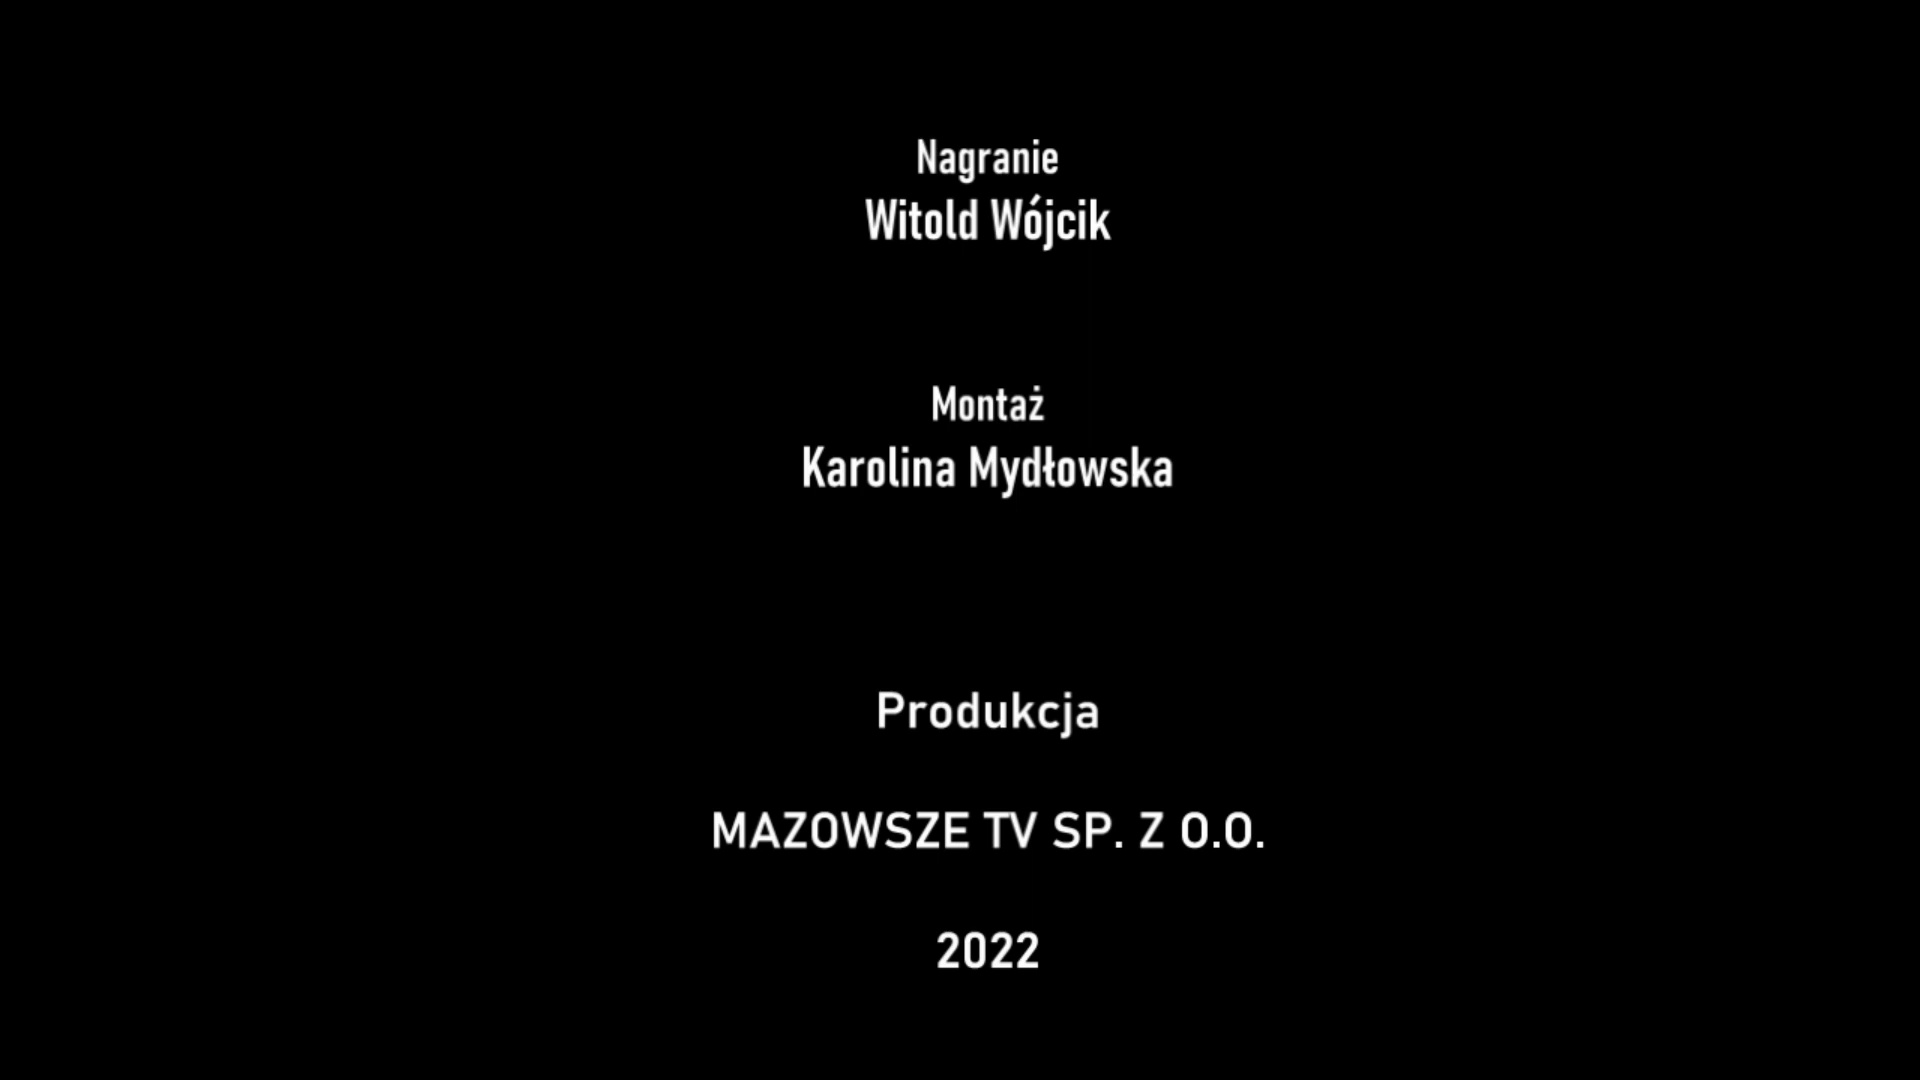 Nagranie
Witold Wójcik
Montaż
Karolina Mydłowska
Produkcja
MAZOWSZE TV SP. Z O.O.
2022